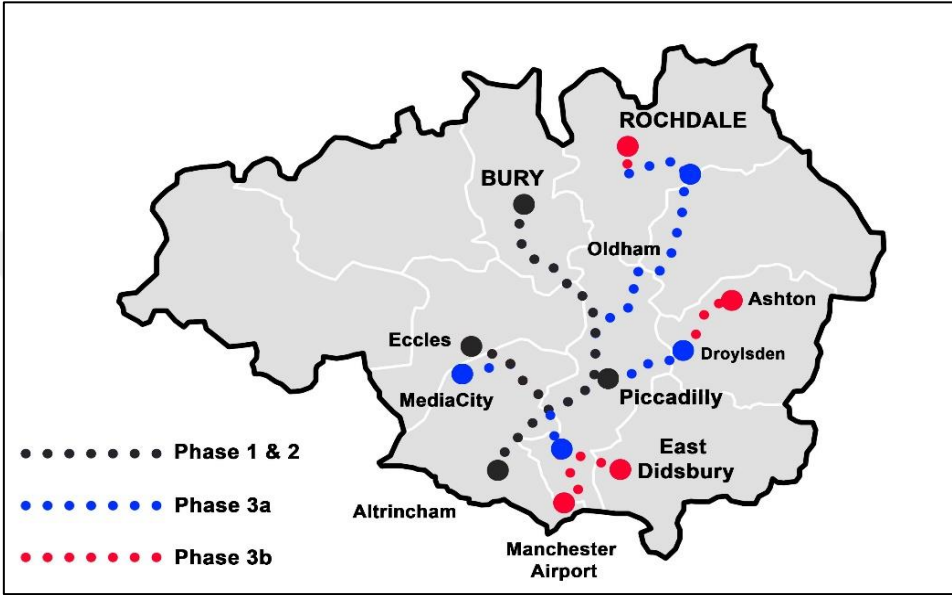 ROCHDALE
BURY
Oldham
Ashton
Eccles
Droylsden
MediaCity
Piccadilly
Phase 1 & 2
East
Didsbury
Phase 3a
Altrincham
Phase 3b
Manchester
Airport